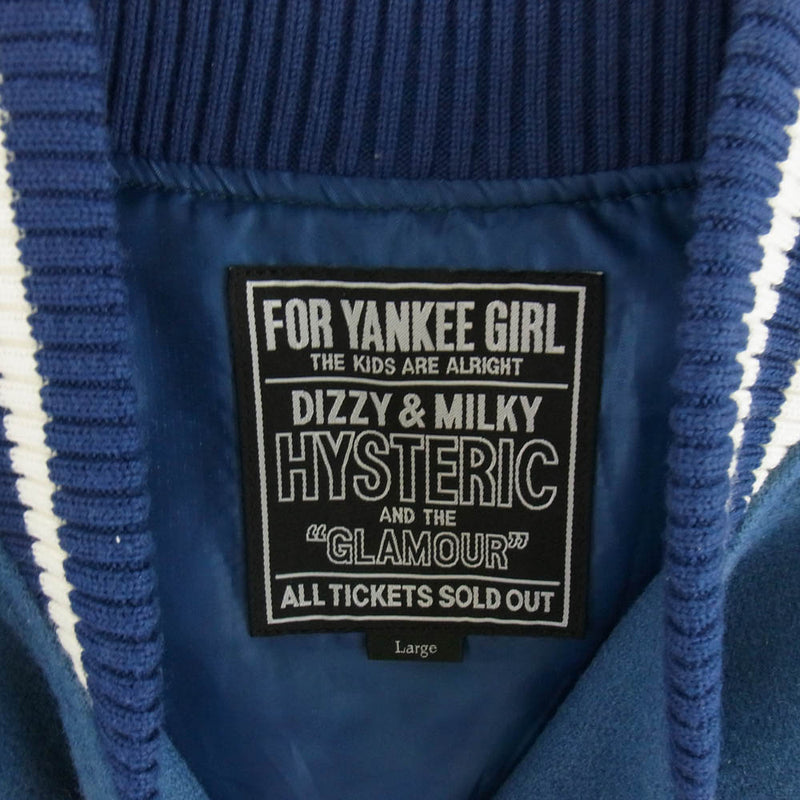 FOR YANKEE GIRL
THE KIDS ARE ALRIGHT
DIZZY & MILKY
HYSTERIC
AND THE
“GLAMOUR”
ALL TICKETS SOLD OUT
Large